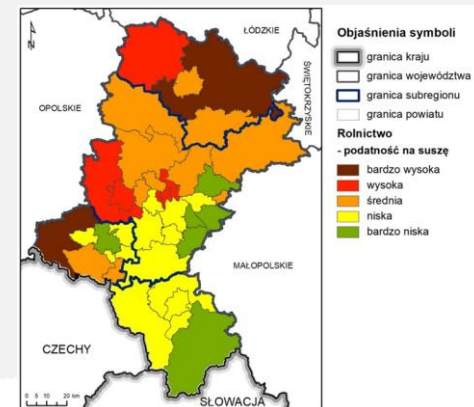 N
ŁÓDZKIE
ŚWIĘTOKRZYSKIE
OPOLSKIE
MAŁOPOLSKIE
CZECHY
SŁOWACJA
0 5 10 20 km
Objaśnienia symboli
granica kraju
granica województwa
granica subregionu
granica powiatu
Rolnictwo
- podatność na suszę
bardzo wysoka
wysoka
średnia
niska
bardzo niska